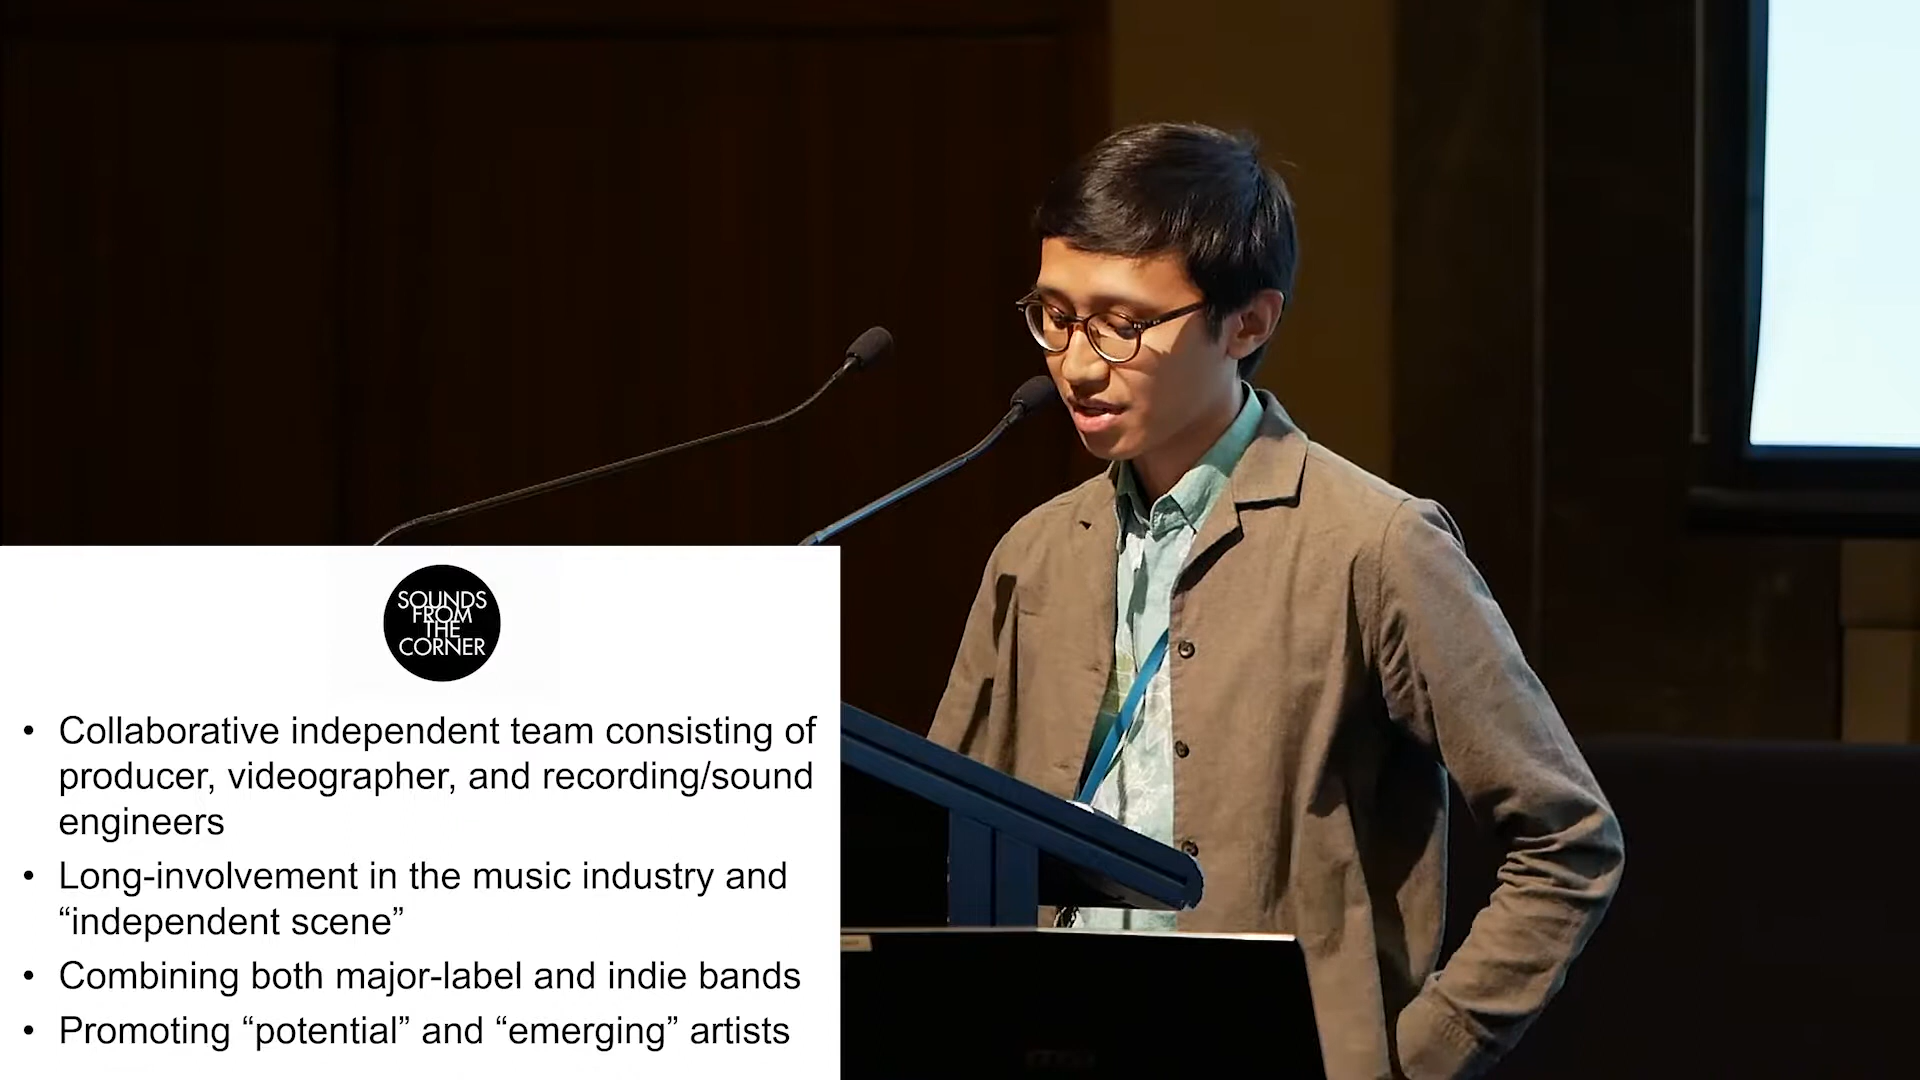 SOUNDS
FROM
THE
CORNER
• Collaborative independent team consisting of
producer, videographer, and recording/sound
engineers
• Long-involvement in the music industry and
“independent scene”
• Combining both major-label and indie bands
• Promoting “potential” and “emerging” artists